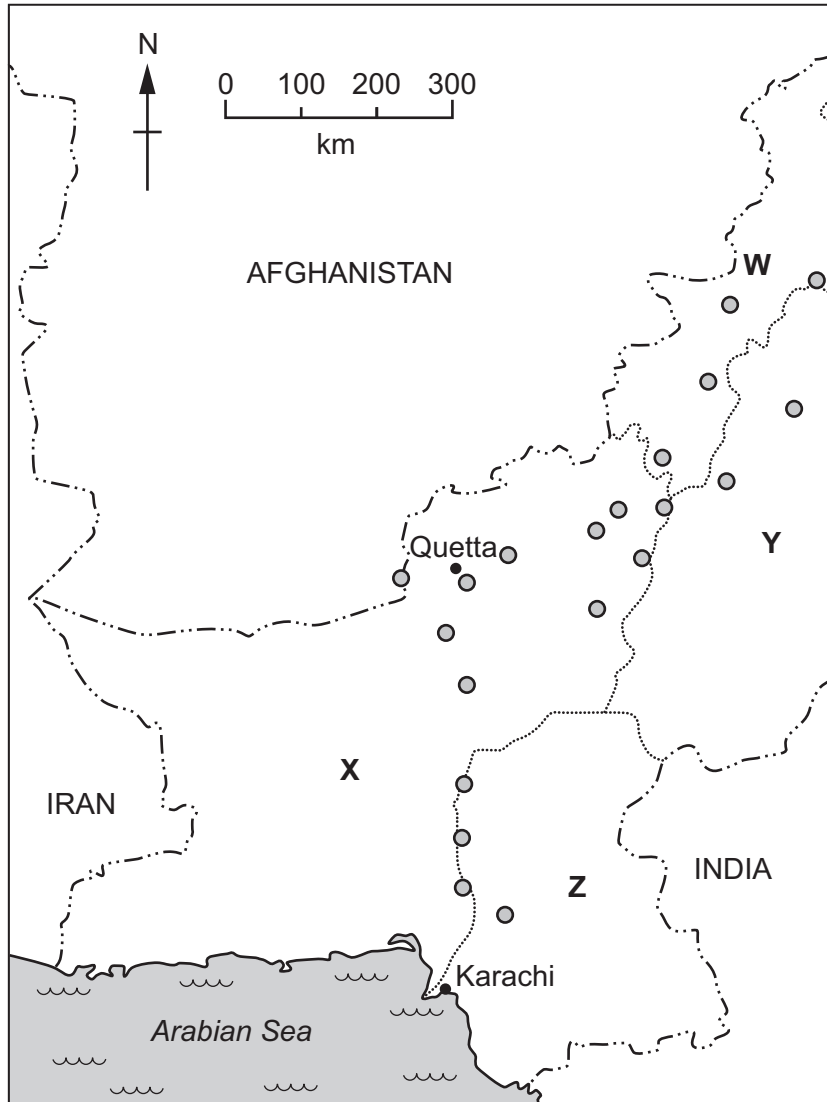 N
0 100 200 300
km
AFGHANISTAN
W
Quetta
Y
X
IRAN
Z
INDIA
Karachi
Arabian Sea